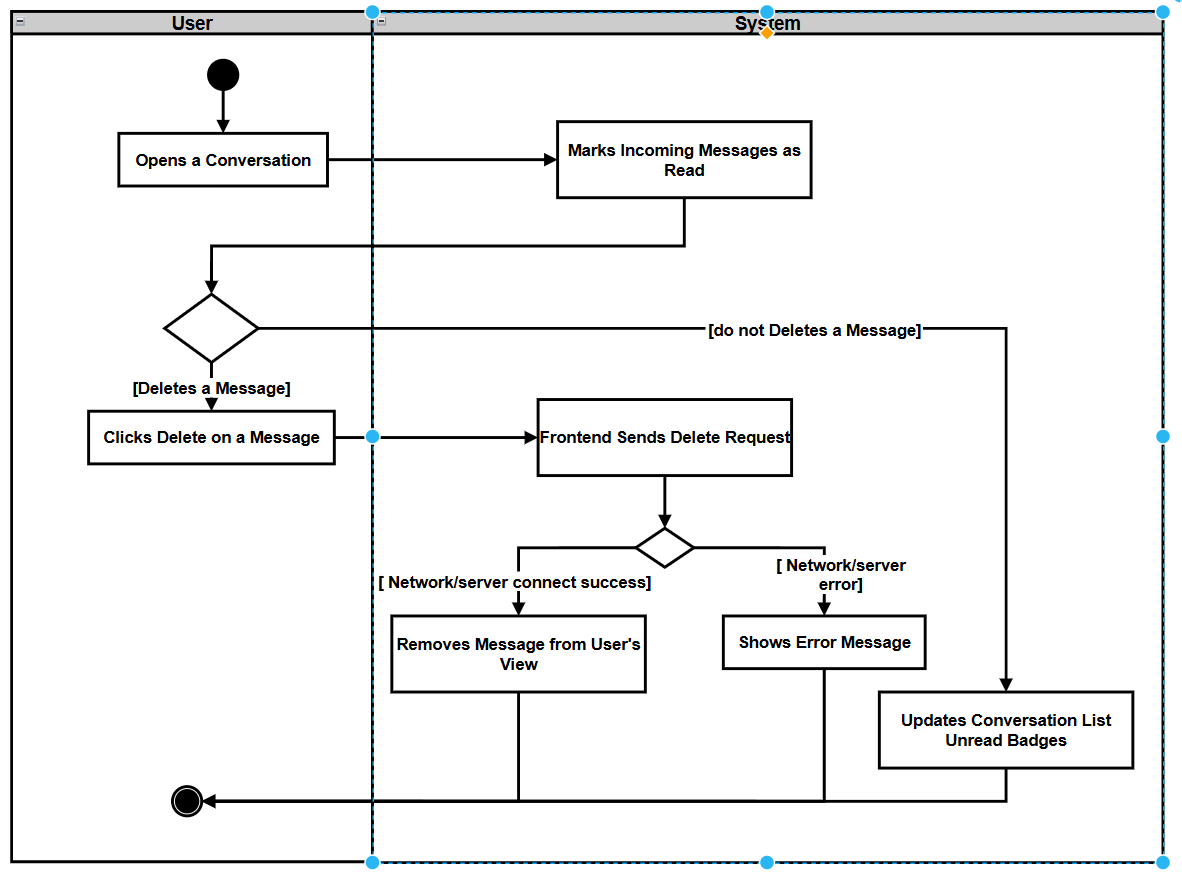 User
System
Opens a Conversation
Marks Incoming Messages as
Read
[do not Deletes a Message]
[Deletes a Message]
Clicks Delete on a Message
Frontend Sends Delete Request
[ Network/server connect success]
[ Network/server
error]
Removes Message from User's
View
Shows Error Message
Updates Conversation List
Unread Badges